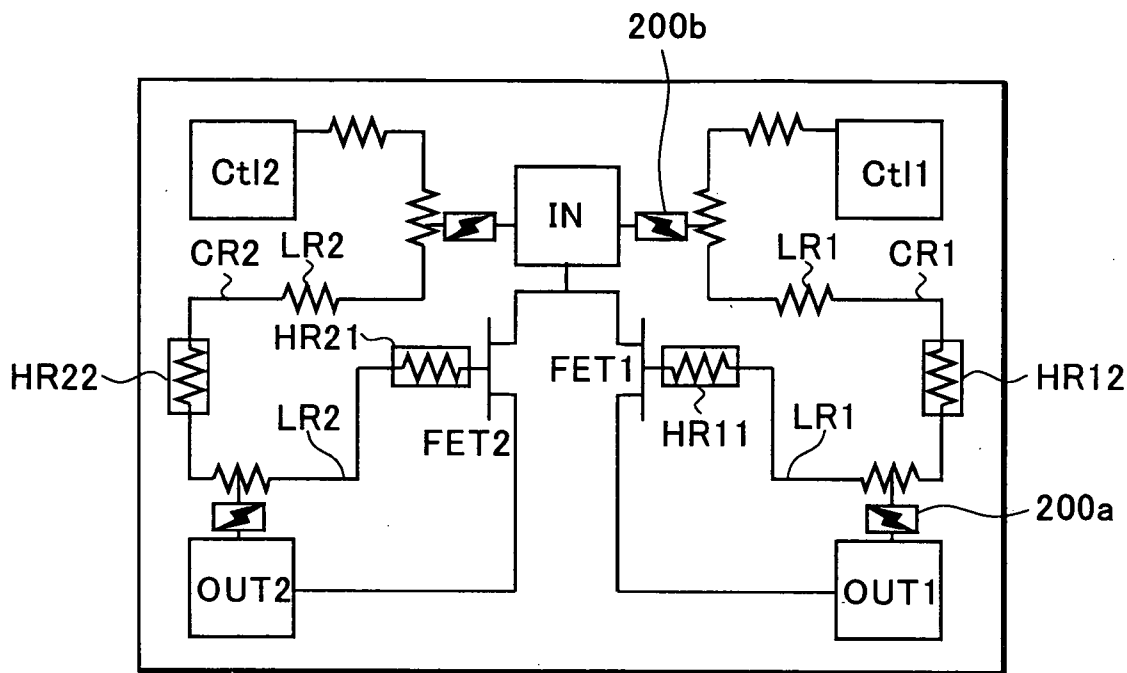 200b
Ctl2
IN
Ctl1
CR2
LR2
LR1
CR1
HR21
HR22
FET1
HR12
LR2
FET2
HR11
LR1
200a
OUT2
OUT1